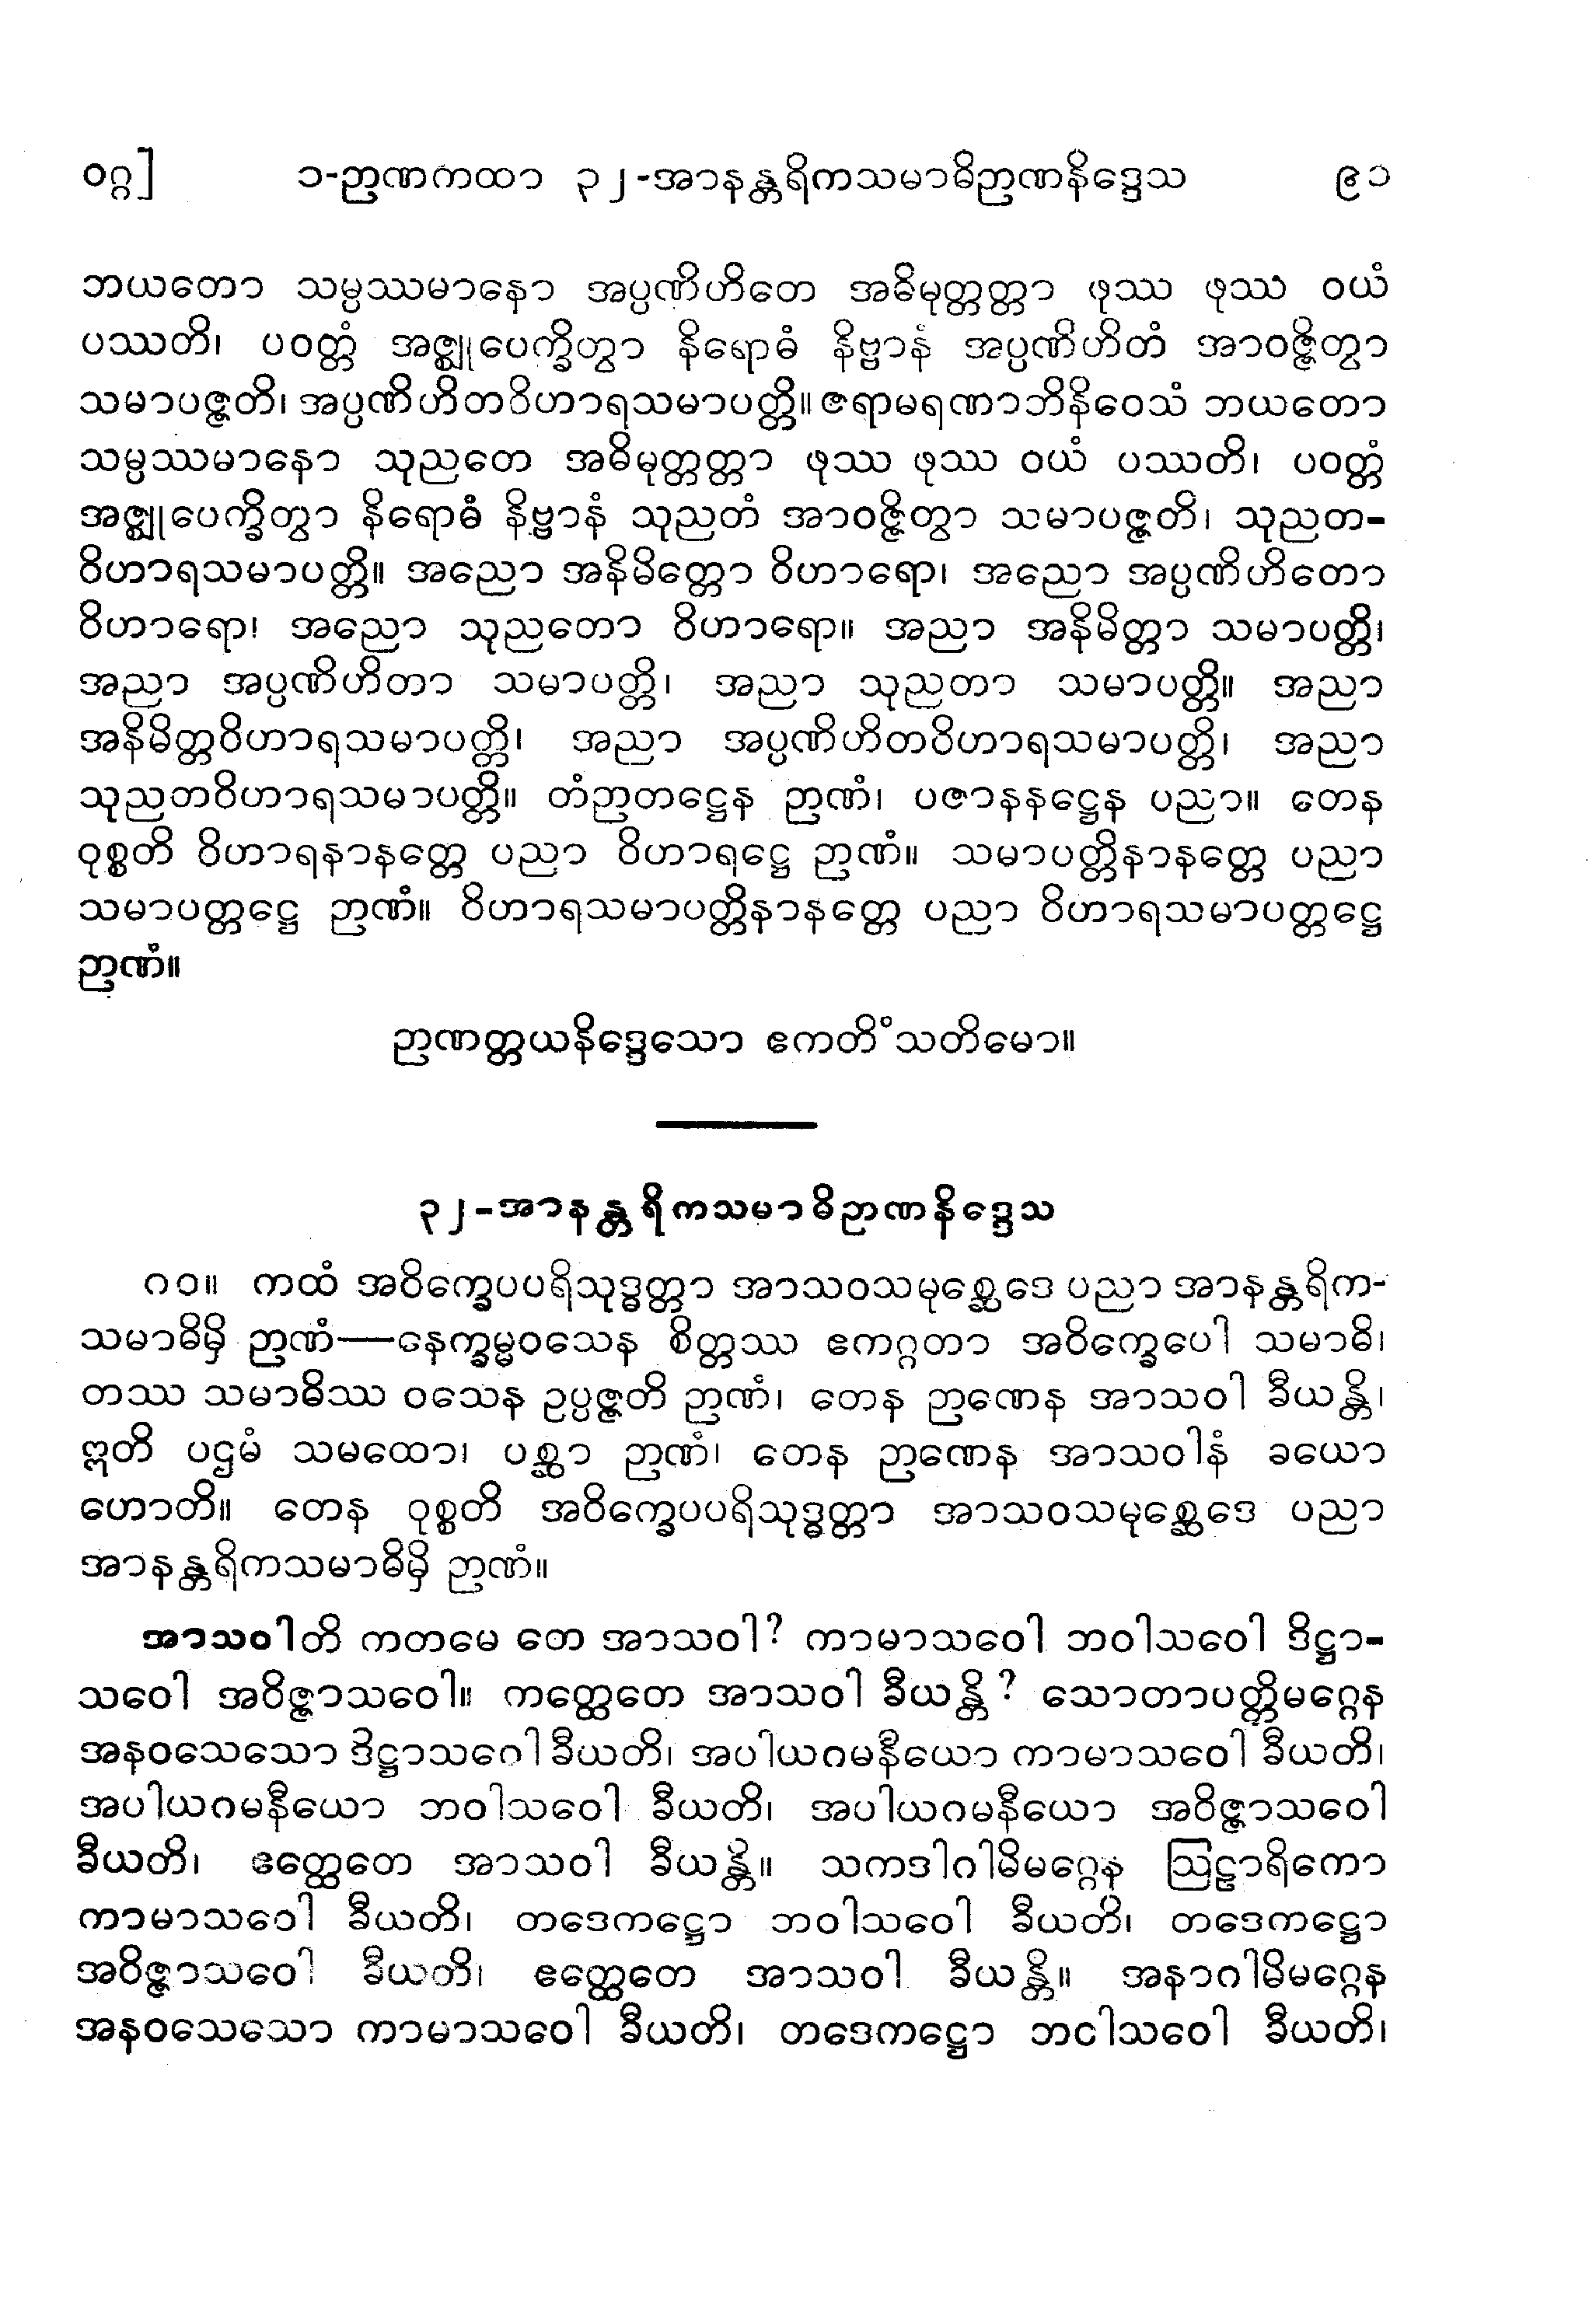 ဝဂ္ဂ] ၁-ဉာဏကထာ ၃၂-အာနန္တရိကသမာဓိဉာဏနိဒ္ဒေသ ၉၁
ဘယတော သမ္ပဿမာနော အပ္ပဏိဟိတေ အဓိမုတ္တတ္တာ ဖုဿ ဖုဿ ဝယံ
ပဿတိ၊ ပဝတ္တံ အဇ္ဈုပေက္ခိတွာ နိရောဓံ နိဗ္ဗာနံ အပ္ပဏိဟိတံ အာဝဇ္ဇိတွာ
သမာပဇ္ဇတိ၊ အပ္ပဏိဟိတဝိဟာရသမာပတ္တိ။ ဇရာမရဏာဘိနိဝေသံ ဘယတော
သမ္ပဿမာနော သုညတေ အဓိမုတ္တတ္တာ ဖုဿ ဖုဿ ဝယံ ပဿတိ၊ ပဝတ္တံ
အဇ္ဈုပေက္ခိတွာ နိရောဓံ နိဗ္ဗာနံ သုညတံ အာဝဇ္ဇိတွာ သမာပဇ္ဇတိ၊ သုညတ-
ဝိဟာရသမာပတ္တိ။ အညော အနိမိတ္တော ဝိဟာရော၊ အညော အပ္ပဏိဟိတော
ဝိဟာရော၊ အညော သုညတော ဝိဟာရော။ အညာ အနိမိတ္တာ သမာပတ္တိ၊
အညာ အပ္ပဏိဟိတာ သမာပတ္တိ၊ အညာ သုညတာ သမာပတ္တိ။ အညာ
အနိမိတ္တဝိဟာရသမာပတ္တိ၊ အညာ အပ္ပဏိဟိတဝိဟာရသမာပတ္တိ၊ အညာ
သုညတဝိဟာရသမာပတ္တိ။ တံဉာတဋ္ဌေန ဉာဏံ၊ ပဇာနနဋ္ဌေန ပညာ။ တေန
ဝုစ္စတိ ဝိဟာရနာနတ္တေ ပညာ ဝိဟာရဋ္ဌေ ဉာဏံ။ သမာပတ္တိနာနတ္တေ ပညာ
သမာပတ္တဋ္ဌေ ဉာဏံ။ ဝိဟာရသမာပတ္တိနာနတ္တေ ပညာ ဝိဟာရသမာပတ္တဋ္ဌေ
ဉာဏံ။
ဉာဏတ္တယနိဒ္ဒေသော ဧကတိံသတိမော။
၃၂-အာနန္တရိကသမာဓိဉာဏနိဒ္ဒေသ
၈၀။ ကထံ အဝိက္ခေပပရိသုဒ္ဓတ္တာ အာသဝသမုစ္ဆေဒေ ပညာ အာနန္တရိက-
သမာဓိမှိ ဉာဏံ—နေက္ခမ္မဝသေန စိတ္တဿ ဧကဂ္ဂတာ အဝိက္ခေပေါ သမာဓိ၊
တဿ သမာဓိဿ ဝသေန ဥပ္ပဇ္ဇတိ ဉာဏံ၊ တေန ဉာဏေန အာသဝါ ခီယန္တိ၊
ဣတိ ပဌမံ သမထော၊ ပစ္ဆာ ဉာဏံ၊ တေန ဉာဏေန အာသဝါနံ ခယော
ဟောတိ။ တေန ဝုစ္စတိ အဝိက္ခေပပရိသုဒ္ဓတ္တာ အာသဝသမုစ္ဆေဒေ ပညာ
အာနန္တရိကသမာဓိမှိ ဉာဏံ။
အာသဝါတိ ကတမေ တေ အာသဝါ? ကာမာသဝေါ ဘဝါသဝေါ ဒိဋ္ဌာ-
သဝေါ အဝိဇ္ဇာသဝေါ။ ကတ္ထေတေ အာသဝါ ခီယန္တိ? သောတာပတ္တိမဂ္ဂေန
အနဝသေသော ဒိဋ္ဌာသဝေါ ခီယတိ၊ အပါယဂမနီယော ကာမာသဝေါ ခီယတိ၊
အပါယဂမနီယော ဘဝါသဝေါ ခီယတိ၊ အပါယဂမနီယော အဝိဇ္ဇာသဝေါ
ခီယတိ၊ ဧတ္ထေတေ အာသဝါ ခီယန္တိ။ သကဒါဂါမိမဂ္ဂေန ဩဠာရိကော
ကာမာသဝေါ ခီယတိ၊ တဒေကဋ္ဌော ဘဝါသဝေါ ခီယတိ၊ တဒေကဋ္ဌော
အဝိဇ္ဇာသဝေါ ခီယတိ၊ ဧတ္ထေတေ အာသဝါ ခီယန္တိ။ အနာဂါမိမဂ္ဂေန
အနဝသေသော ကာမာသဝေါ ခီယတိ၊ တဒေကဋ္ဌော ဘဝါသဝေါ ခီယတိ၊